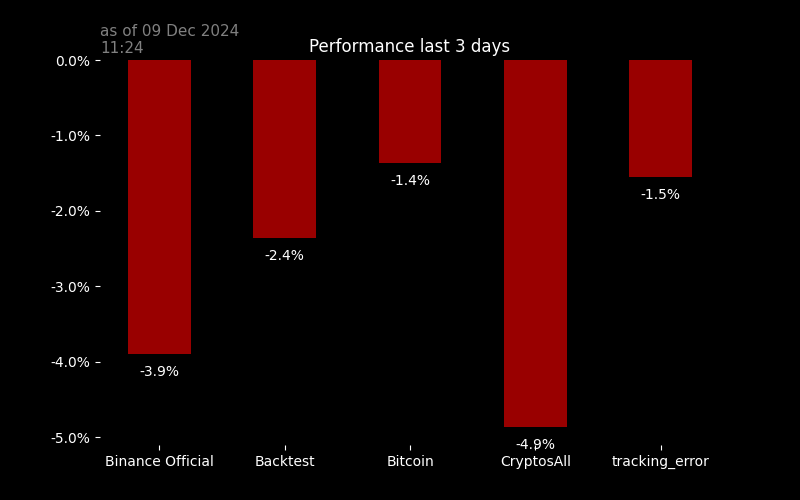 as of 09 Dec 2024
11:24
Performance last 3 days
0.0%
-1.0%
-2.0%
-3.0%
-4.0%
-5.0%
-3.9%
-2.4%
-1.4%
-4.9%
-1.5%
Binance Official
Backtest
Bitcoin
CryptosAll
tracking_error